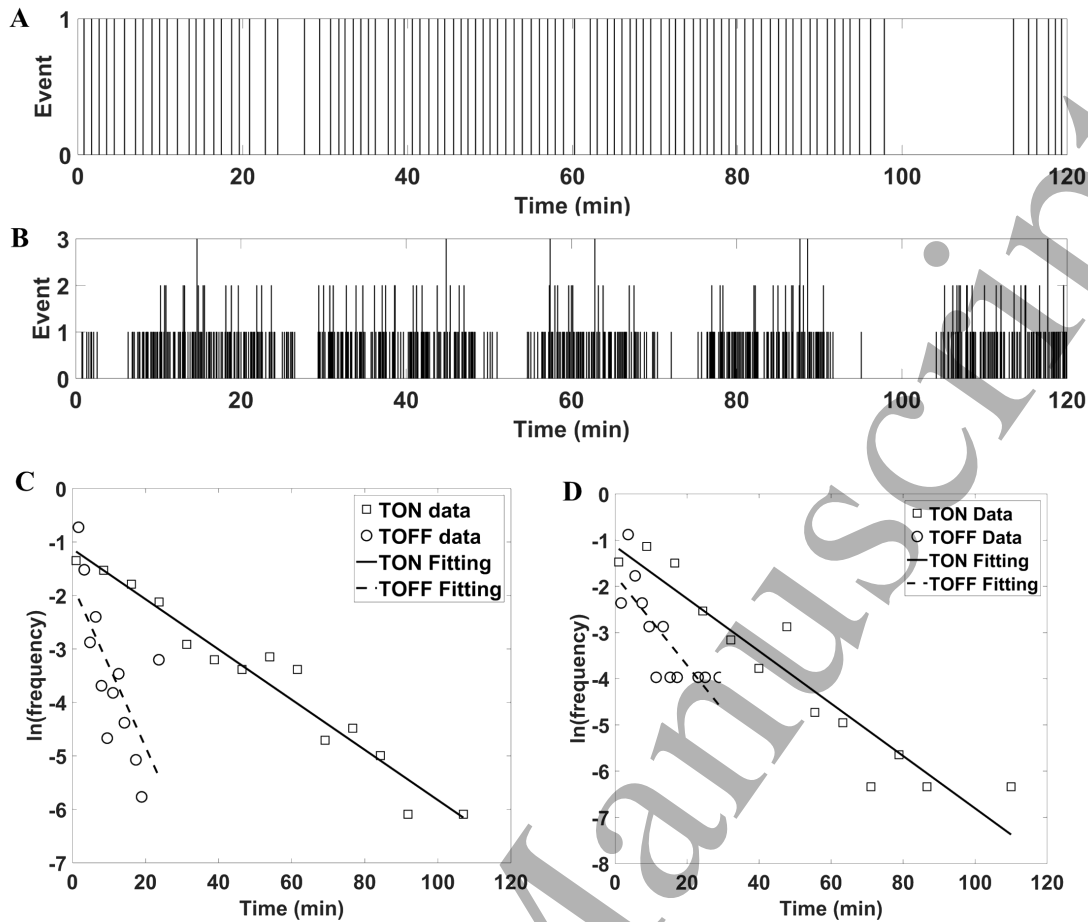 A
1
Event
0
0 20 40 60 80 100 120
Time (min)
B
3
2
Event
1
0
0 20 40 60 80 100 120
Time (min)
C
0
-1
-2
-3
-4
-5
-6
-7
ln(frequency)
TON data
TOFF data
TON Fitting
TOFF Fitting
0 20 40 60 80 100 120
Time (min)
D
0
-1
-2
-3
-4
-5
-6
-7
-8
ln(frequency)
TON Data
TOFF Data
TON Fitting
TOFF Fitting
0 20 40 60 80 100 120
Time (min)
Manuscrip